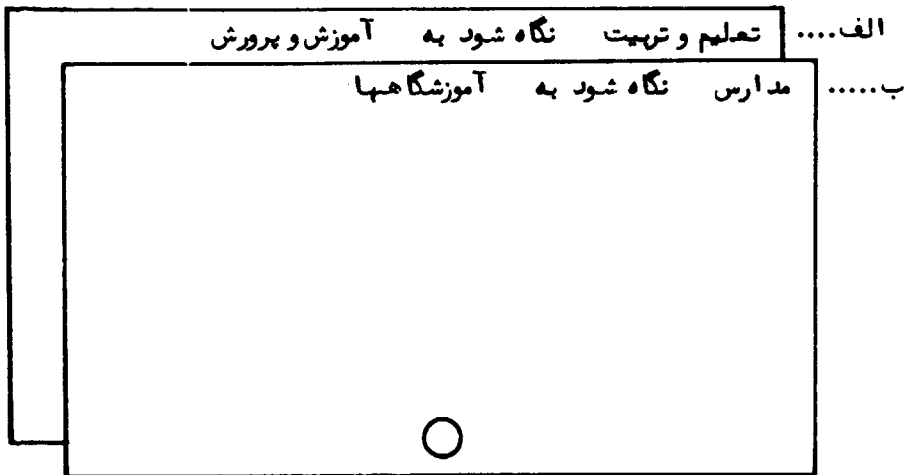 الف.... تعلیم و تربیت نگاه شود به آموزش و پرورش
ب..... مدارس نگاه شود به آموزشگاهها